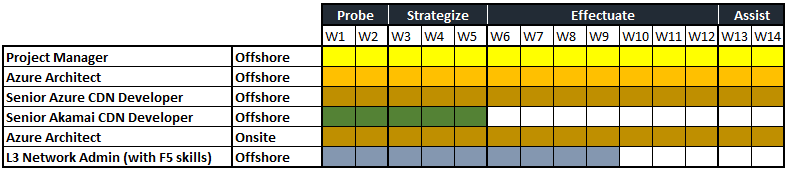 Probe Strategize Effectuate Assist
W1 W2 W3 W4 W5 W6 W7 W8 W9 W10 W11 W12 W13 W14
Project Manager Offshore
Azure Architect Offshore
Senior Azure CDN Developer Offshore
Senior Akamai CDN Developer Offshore
Azure Architect Onsite
L3 Network Admin (with F5 skills) Offshore